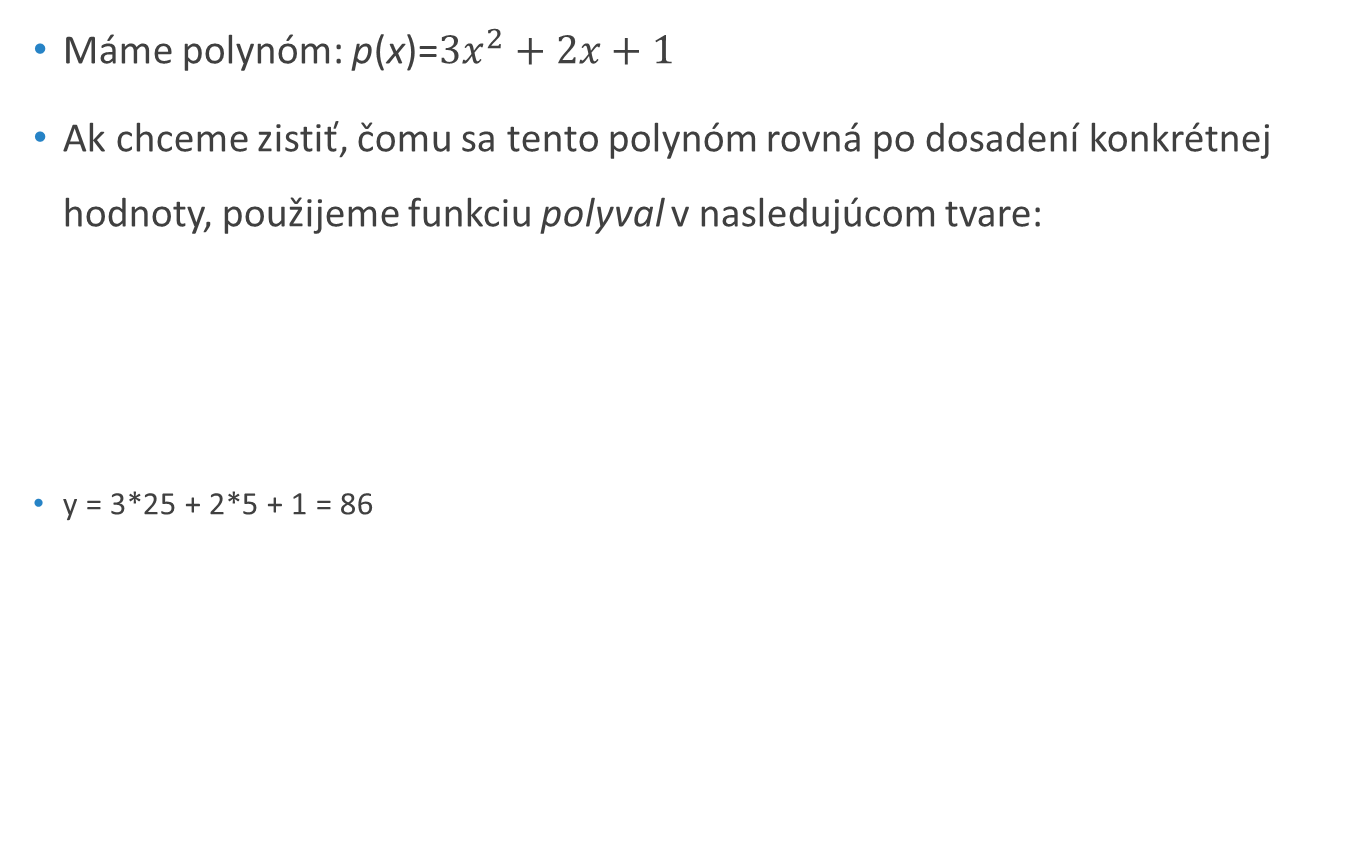 • Máme polynóm: p(x)=3x² + 2x + 1
• Ak chceme zistiť, čomu sa tento polynóm rovná po dosadení konkrétnej
hodnoty, použijeme funkciu polyval v nasledujúcom tvare:
• y = 3*25 + 2*5 + 1 = 86